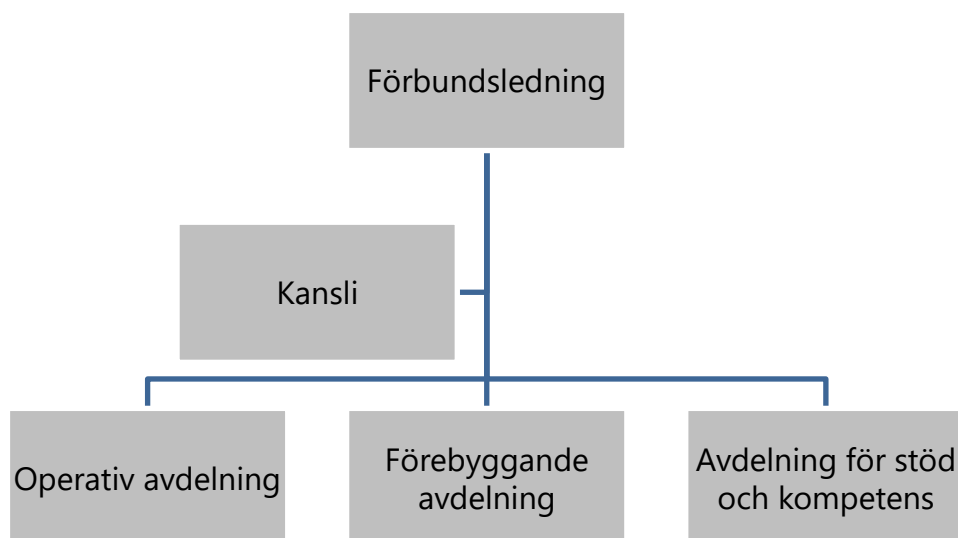 Förbundsledning
Kansli
Operativ avdelning
Förebyggande
avdelning
Avdelning för stöd
och kompetens